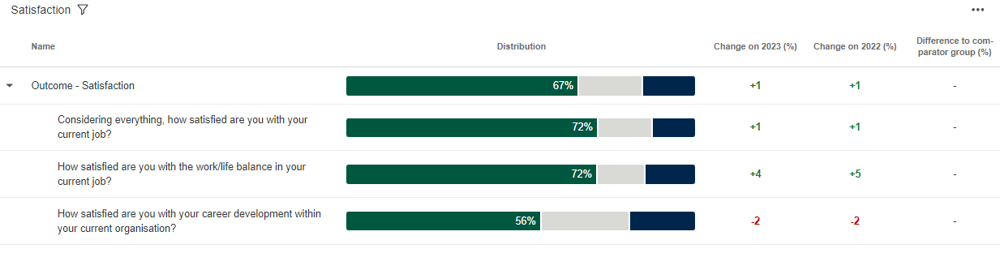 Satisfaction
Name
Distribution
Change on 2023 (%)
Change on 2022 (%)
Difference to com-
parator group (%)
Outcome - Satisfaction
67%
+1
+1
-
Considering everything, how satisfied are you with your
current job?
72%
+1
+1
-
How satisfied are you with the work/life balance in your
current job?
72%
+4
+5
-
How satisfied are you with your career development within
your current organisation?
56%
-2
-2
-